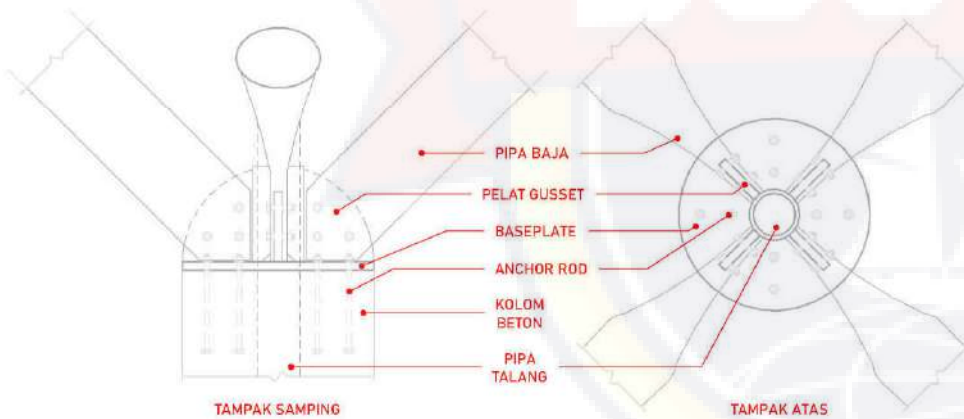 PIPA BAJA
PELAT GUSSET
BASEPLATE
ANCHOR ROD
KOLOM
BETON
PIPA
TALANG
TAMPAK SAMPING
TAMPAK ATAS